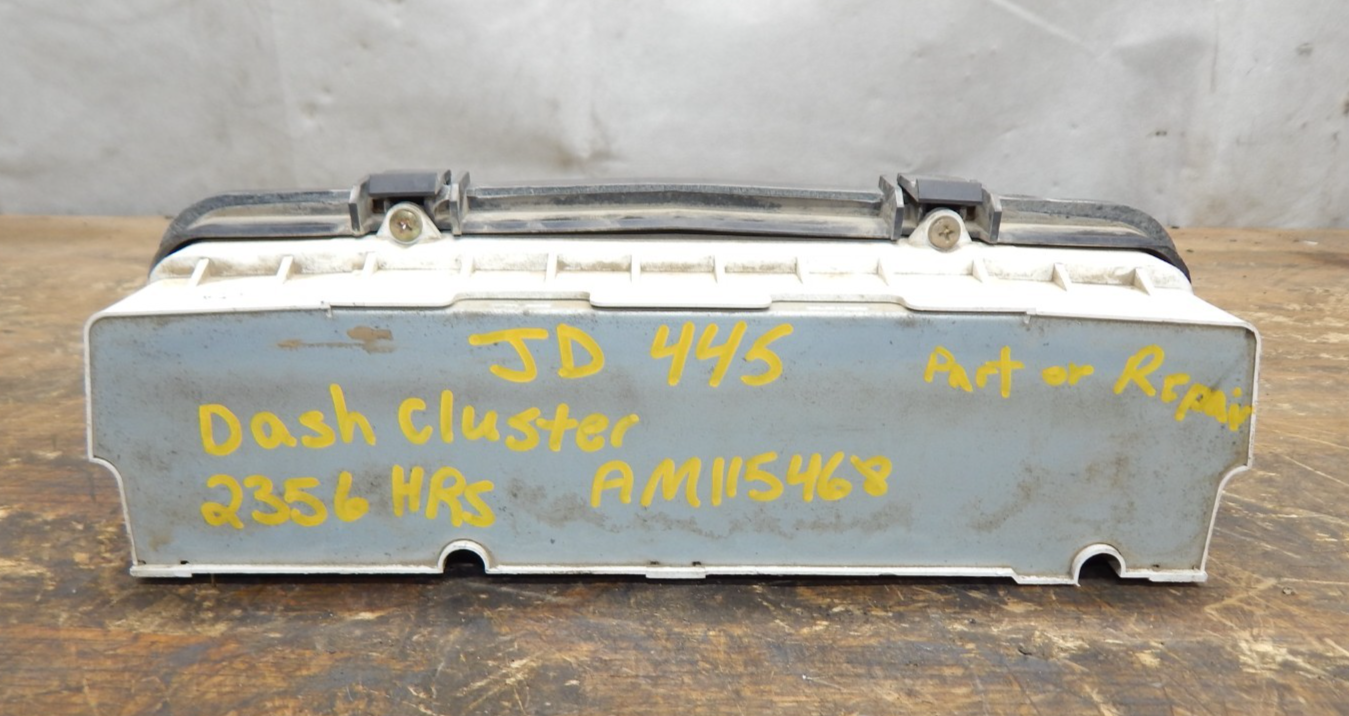 JD 445
Part or Repair
Dash Cluster
2356 HRS AM115468